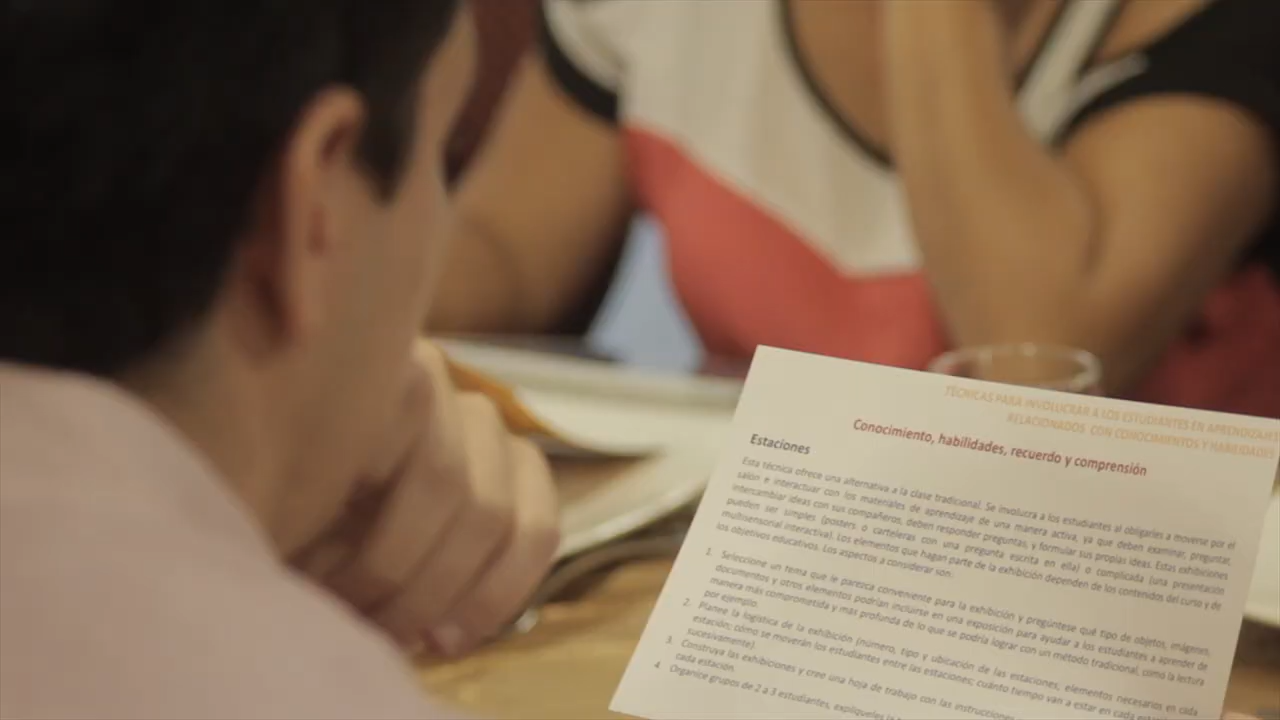 TÉCNICAS PARA INVOLUCRAR A LOS ESTUDIANTES EN APRENDIZAJES
RELACIONADOS CON CONOCIMIENTOS Y HABILIDADES
Conocimiento, habilidades, recuerdo y comprensión
Estaciones
Esta técnica ofrece una alternativa a la clase tradicional. Se involucra a los estudiantes al obligarles a moverse por el
salón e interactuar con los materiales de aprendizaje de una manera activa, ya que deben examinar, preguntar,
intercambiar ideas con sus compañeros, deben responder preguntas, y formular sus propias ideas. Estas exhibiciones
pueden ser simples (posters o carteleras con una pregunta escrita en ella) o complicada (una presentación
multisensorial interactiva). Los elementos que hagan parte de la exhibición dependen de los contenidos del curso y de
los objetivos educativos. Los aspectos a considerar son:
1. Seleccione un tema que le parezca conveniente para la exhibición y pregúntese qué tipo de objetos, imágenes,
documentos y otros elementos podrían incluirse en una exposición para ayudar a los estudiantes a aprender de
manera más comprometida y mas profunda de lo que se podría lograr con un método tradicional, como la lectura
por ejemplo.
2. Planee la logística de la exhibición (número, tipo y ubicación de las estaciones; elementos necesarios en cada
estación; cómo se moverán los estudiantes entre las estaciones; cuánto tiempo van a estar en cada
sucesivamente).
3. Construya las exhibiciones y cree una hoja de trabajo con las instrucciones
cada estación.
4. Organice grupos de 2 a 3 estudiantes, explíqueles